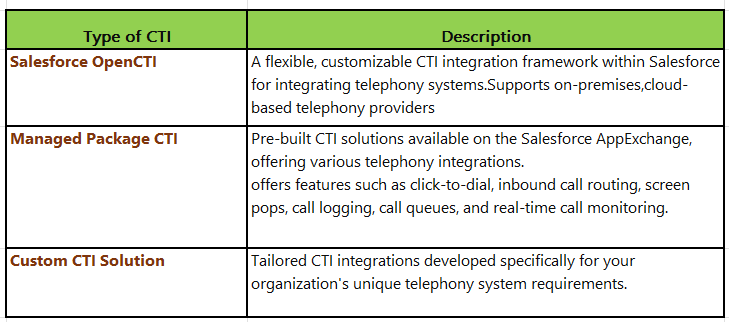 Type of CTI
Description
Salesforce OpenCTI
A flexible, customizable CTI integration framework within Salesforce
for integrating telephony systems.Supports on-premises,cloud-
based telephony providers
Managed Package CTI
Pre-built CTI solutions available on the Salesforce AppExchange,
offering various telephony integrations.
offers features such as click-to-dial, inbound call routing, screen
pops, call logging, call queues, and real-time call monitoring.
Custom CTI Solution
Tailored CTI integrations developed specifically for your
organization's unique telephony system requirements.